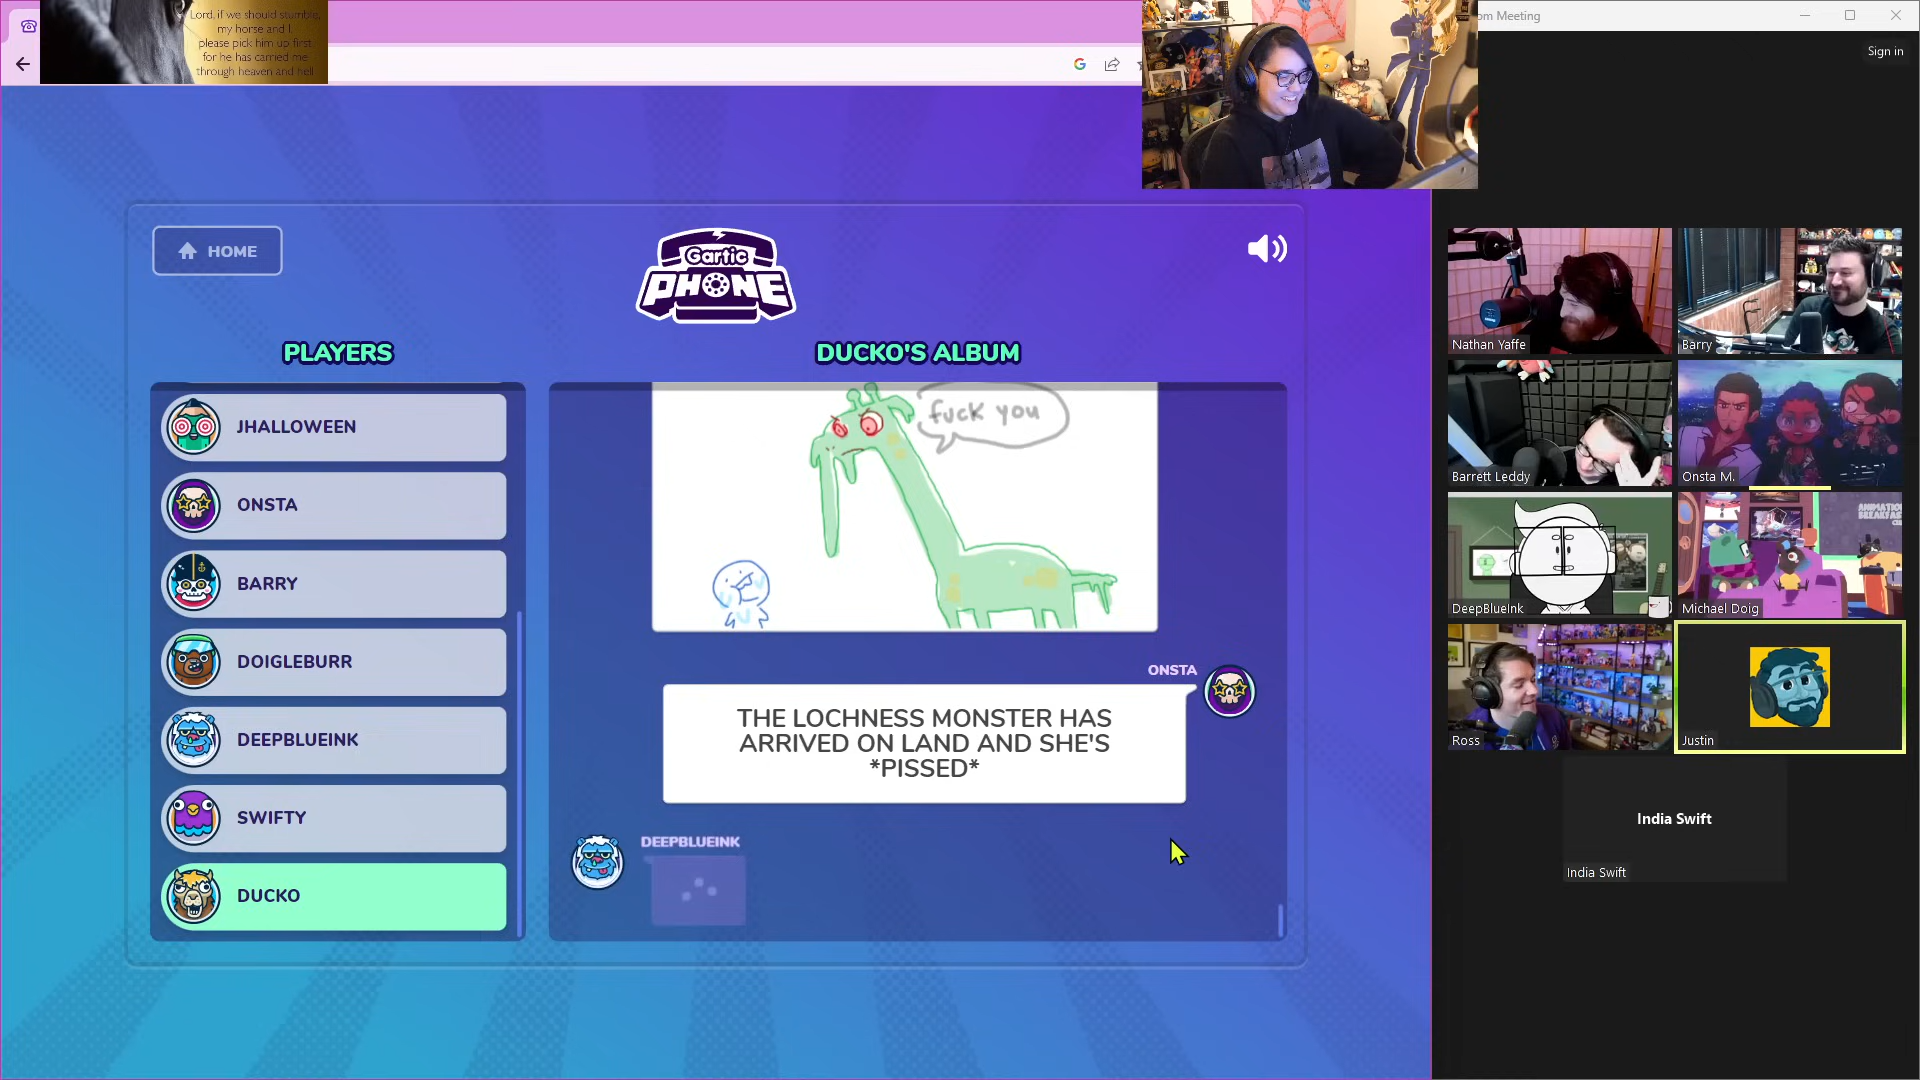 Lord, if we should stumble,
my horse and I,
please pick him up first
for he has carried me
through heaven and hell
om Meeting
Sign in
HOME
Gartic
PHONE
PLAYERS
DUCKO'S ALBUM
JHALLOWEEN
ONSTA
BARRY
DOIGLEBURR
DEEPBLUEINK
SWIFTY
DUCKO
fuck you
ONSTA
THE LOCHNESS MONSTER HAS
ARRIVED ON LAND AND SHE'S
*PISSED*
DEEPBLUEINK
Nathan Yaffe
Barry
Barrett Leddy
Onsta M.
DeepBlueInk
ANIMATION
BREAKFAST
Michael Doig
Ross
Justin
India Swift
India Swift